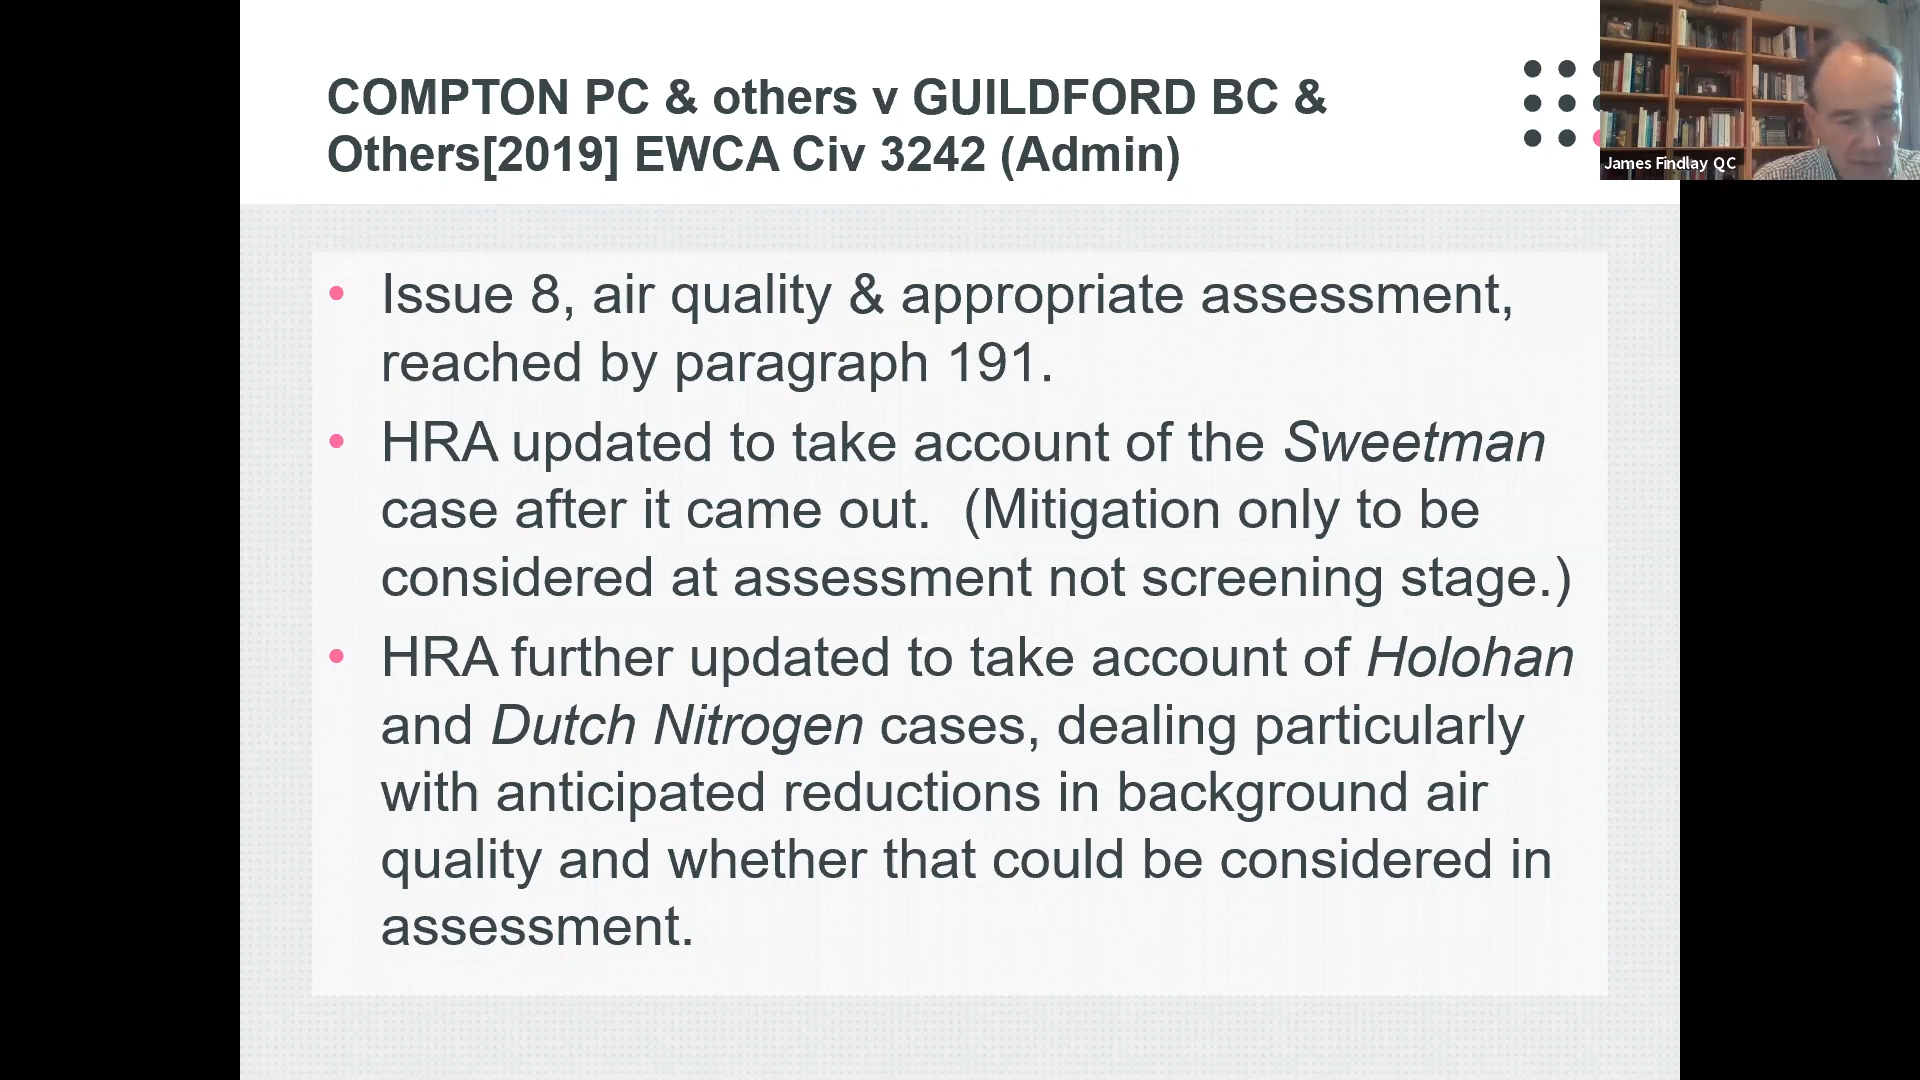 COMPTON PC & others v GUILDFORD BC &
Others[2019] EWCA Civ 3242 (Admin)
James Findlay QC
• Issue 8, air quality & appropriate assessment,
reached by paragraph 191.
• HRA updated to take account of the Sweetman
case after it came out.  (Mitigation only to be
considered at assessment not screening stage.)
• HRA further updated to take account of Holohan
and Dutch Nitrogen cases, dealing particularly
with anticipated reductions in background air
quality and whether that could be considered in
assessment.